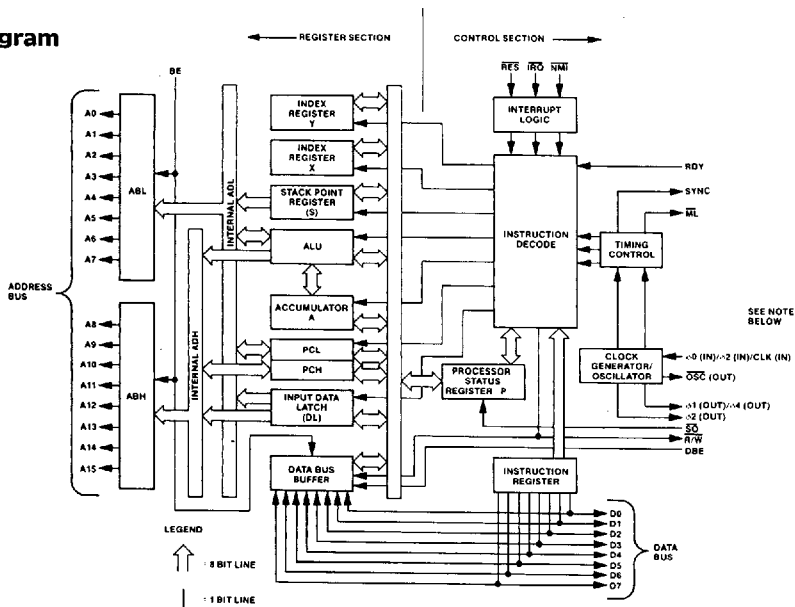 gram
REGISTER SECTION
CONTROL SECTION
BE
RES
IRQ
NMI
A0
A1
A2
A3
A4
A5
A6
A7
ABL
ADDRESS
BUS
A8
A9
A10
A11
A12
A13
A14
A15
ABH
INTERNAL ADL
INTERNAL ADH
INDEX
REGISTER
Y
INDEX
REGISTER
X
STACK POINT
REGISTER
(S)
ALU
ACCUMULATOR
A
PCL
PCH
INPUT DATA
LATCH
(DL)
DATA BUS
BUFFER
INTERRUPT
LOGIC
INSTRUCTION
DECODE
PROCESSOR
STATUS
REGISTER P
INSTRUCTION
REGISTER
TIMING
CONTROL
CLOCK
GENERATOR/
OSCILLATOR
RDY
SYNC
ML
SEE NOTE
BELOW
φ0 (IN)/φ2 (IN)/CLK (IN)
OSC (OUT)
φ1 (OUT)/φ4 (OUT)
φ2 (OUT)
SO
R/W
DBE
D0
D1
D2
D3
D4
D5
D6
D7
DATA
BUS
LEGEND
= 8 BIT LINE
= 1 BIT LINE